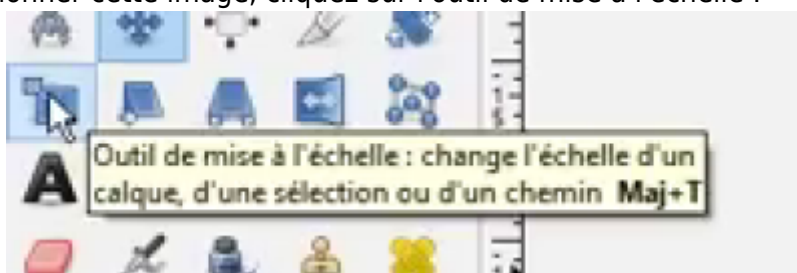 cette image, cliquez sur l'outil de mise à l'échelle :
Outil de mise à l'échelle : change l'échelle d'un
calque, d'une sélection ou d'un chemin Maj+T